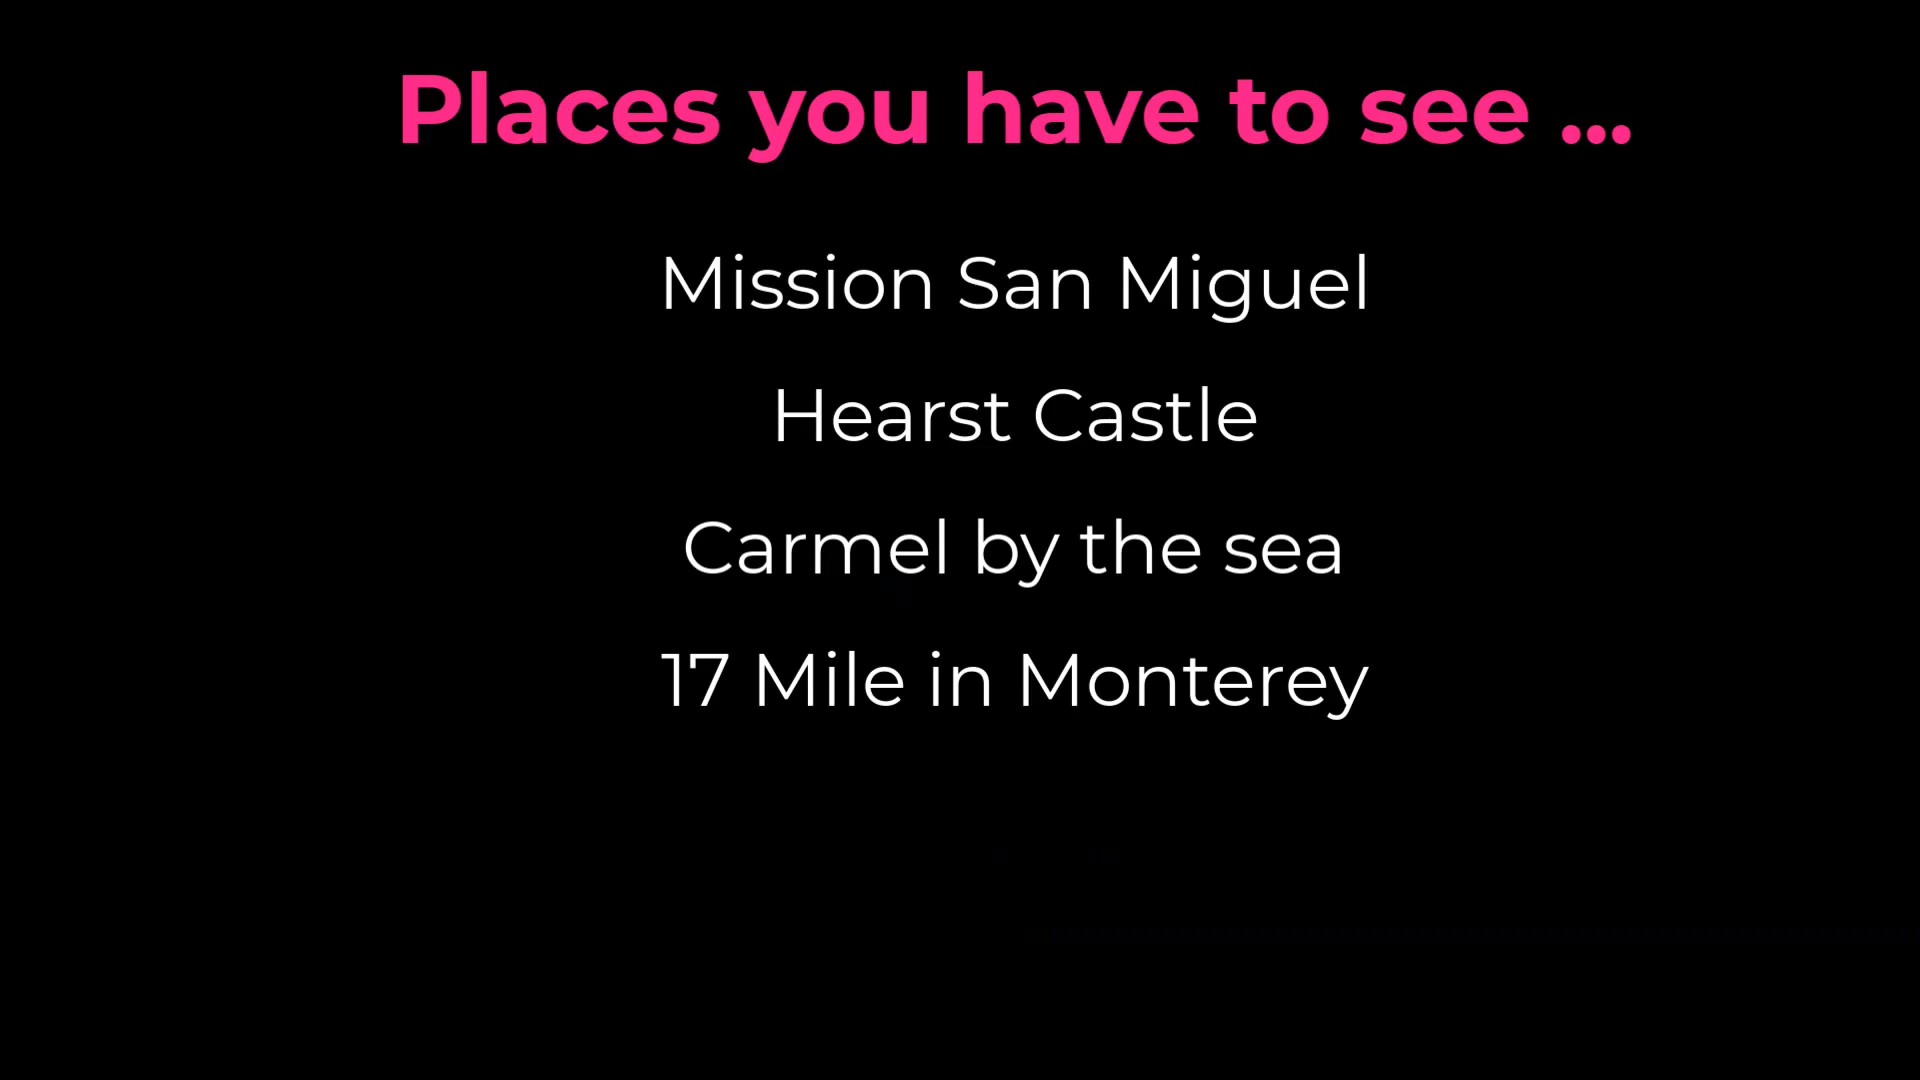 Places you have to see ...
Mission San Miguel
Hearst Castle
Carmel by the sea
17 Mile in Monterey